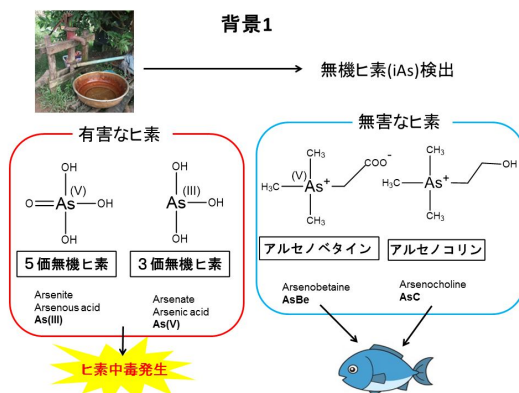 背景1
無機ヒ素(iAs)検出
有害なヒ素
無害なヒ素
OH
(V)
O
As
OH
OH
OH
(III)
As
OH
OH
CH3
(V)
COO-
H3C
As+
CH3
CH3
CH3
OH
H3C
As+
CH3
5価無機ヒ素
3価無機ヒ素
アルセノベタイン
アルセノコリン
Arsenite
Arsenous acid
As(III)
Arsenate
Arsenic acid
As(V)
Arsenobetaine
AsBe
Arsenocholine
AsC
ヒ素中毒発生